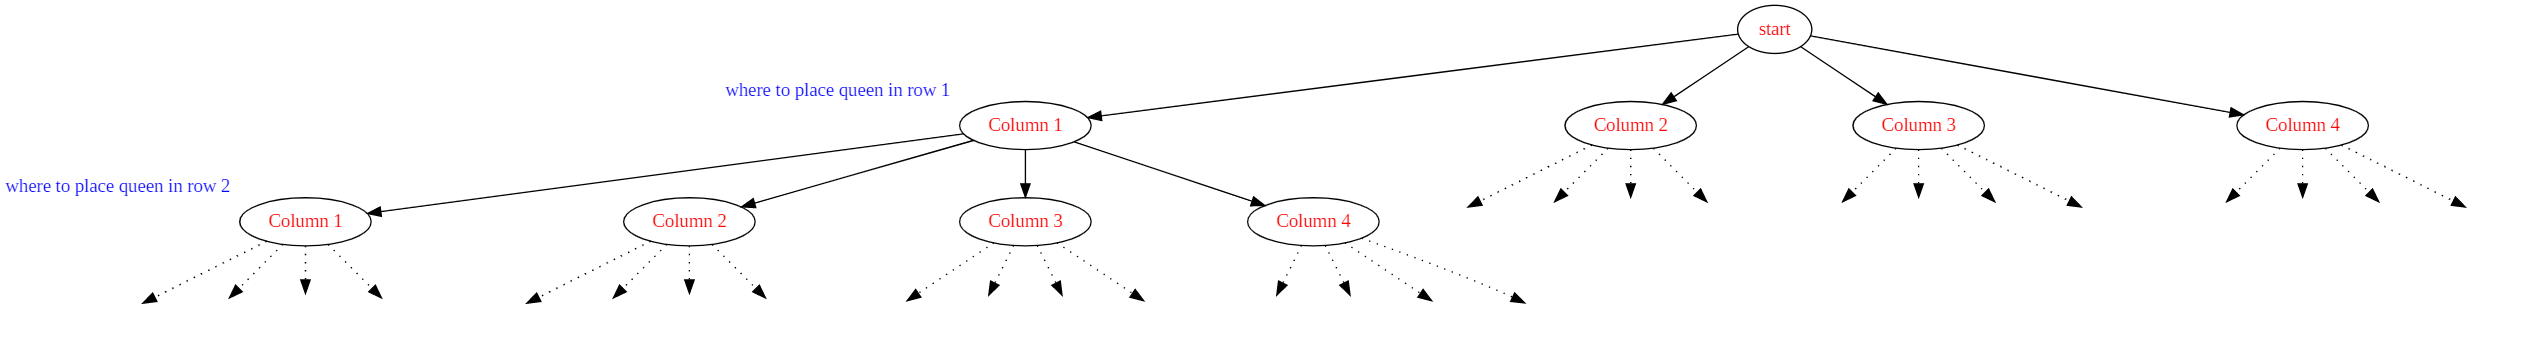 start
where to place queen in row 1
Column 1
Column 2
Column 3
Column 4
where to place queen in row 2
Column 1
Column 2
Column 3
Column 4